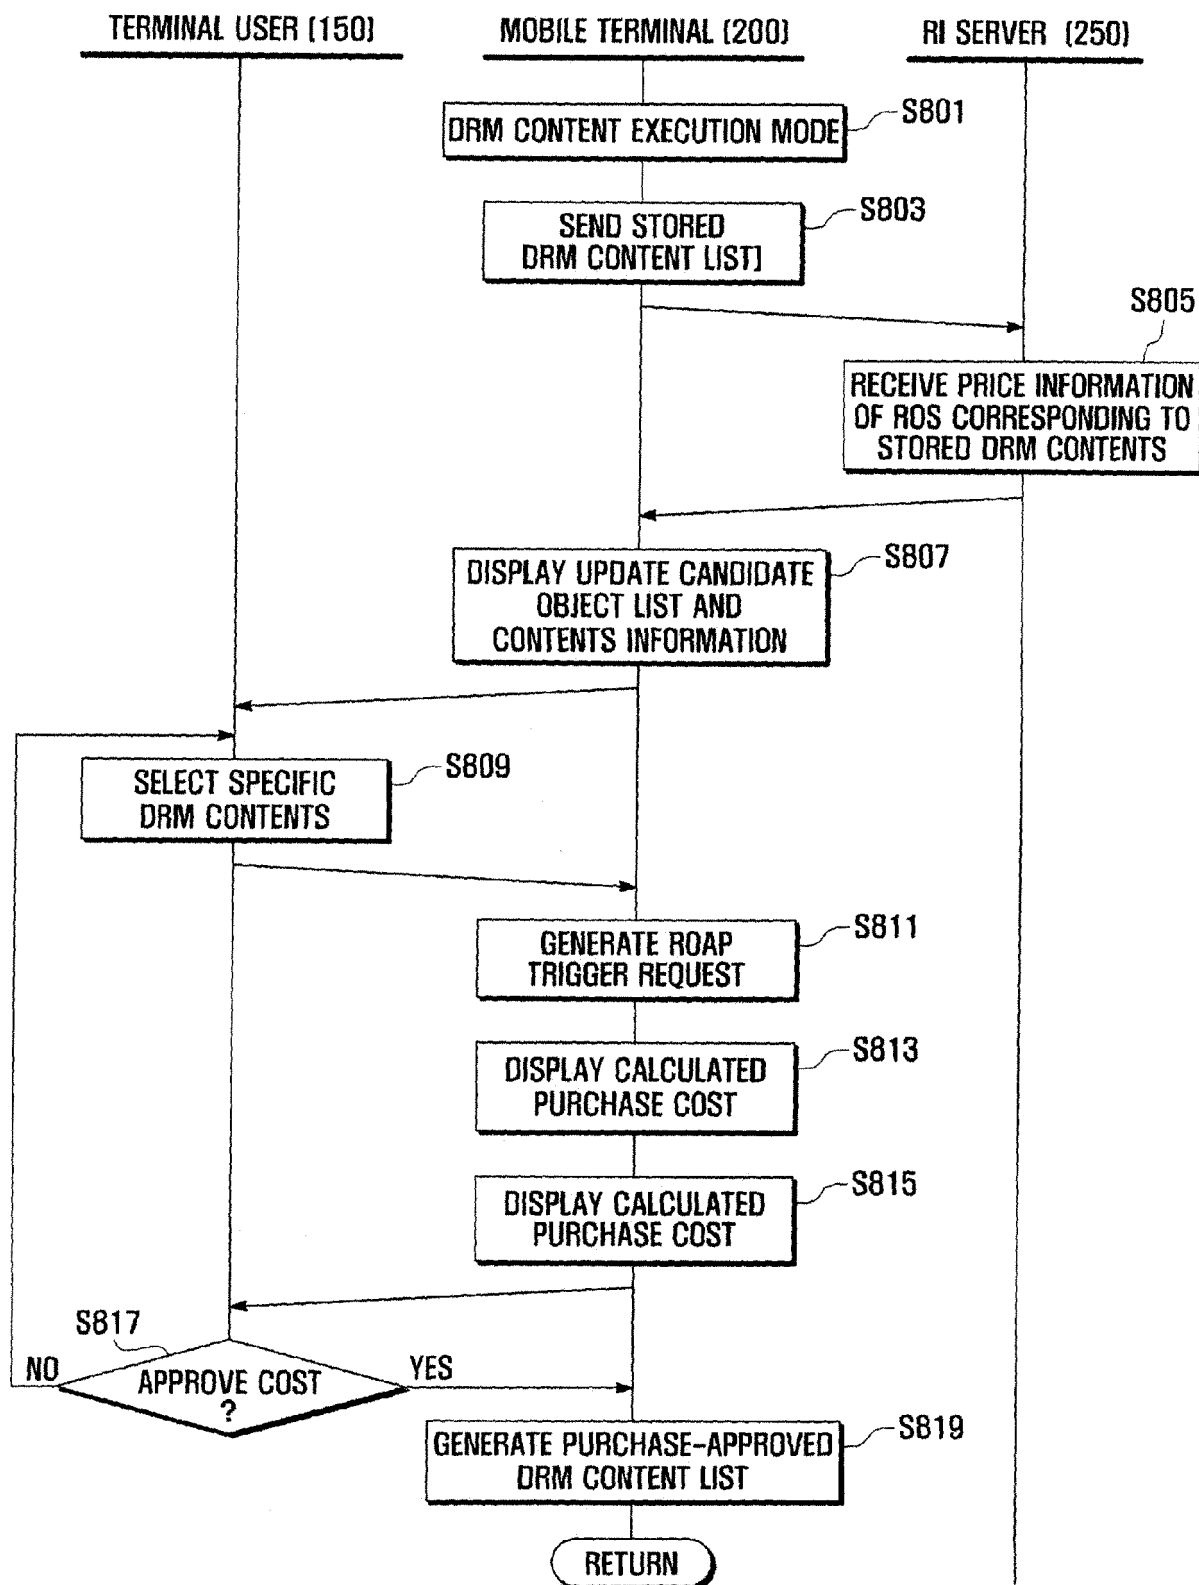 TERMINAL USER (150)
MOBILE TERMINAL (200)
RI SERVER (250)
DRM CONTENT EXECUTION MODE
S801
SEND STORED
DRM CONTENT LIST]
S803
S805
RECEIVE PRICE INFORMATION
OF ROS CORRESPONDING TO
STORED DRM CONTENTS
DISPLAY UPDATE CANDIDATE
OBJECT LIST AND
CONTENTS INFORMATION
S807
SELECT SPECIFIC
DRM CONTENTS
S809
GENERATE ROAP
TRIGGER REQUEST
S811
DISPLAY CALCULATED
PURCHASE COST
S813
DISPLAY CALCULATED
PURCHASE COST
S815
S817
NO
APPROVE COST
?
YES
GENERATE PURCHASE-APPROVED
DRM CONTENT LIST
S819
RETURN